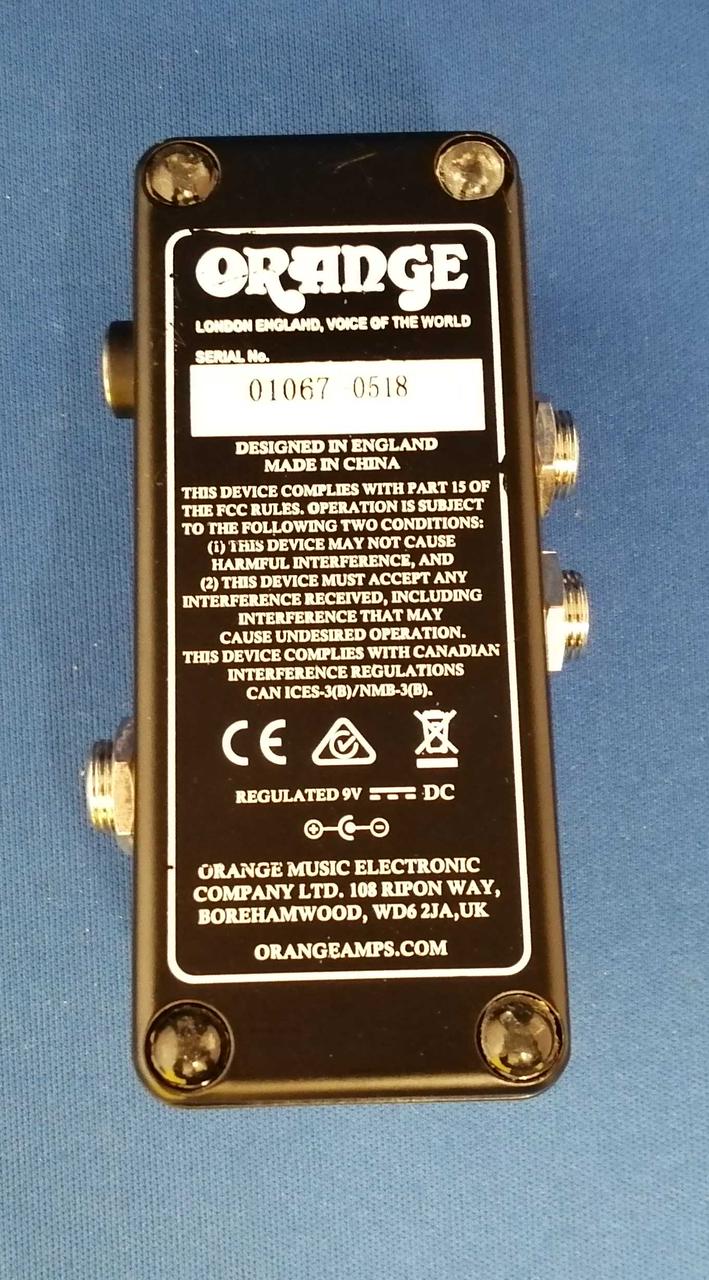 ORANGE
LONDON ENGLAND, VOICE OF THE WORLD
SERIAL No.
01067 0518
DESIGNED IN ENGLAND
MADE IN CHINA
THIS DEVICE COMPLIES WITH PART 15 OF
THE FCC RULES. OPERATION IS SUBJECT
TO THE FOLLOWING TWO CONDITIONS:
(1) THIS DEVICE MAY NOT CAUSE
HARMFUL INTERFERENCE, AND
(2) THIS DEVICE MUST ACCEPT ANY
INTERFERENCE RECEIVED, INCLUDING
INTERFERENCE THAT MAY
CAUSE UNDESIRED OPERATION.
THIS DEVICE COMPLIES WITH CANADIAN
INTERFERENCE REGULATIONS
CAN ICES-3(B)/NMB-3(B).
CE
REGULATED 9V DC
ORANGE MUSIC ELECTRONIC
COMPANY LTD. 108 RIPON WAY,
BOREHAMWOOD, WD6 2JA,UK
ORANGEAMPS.COM